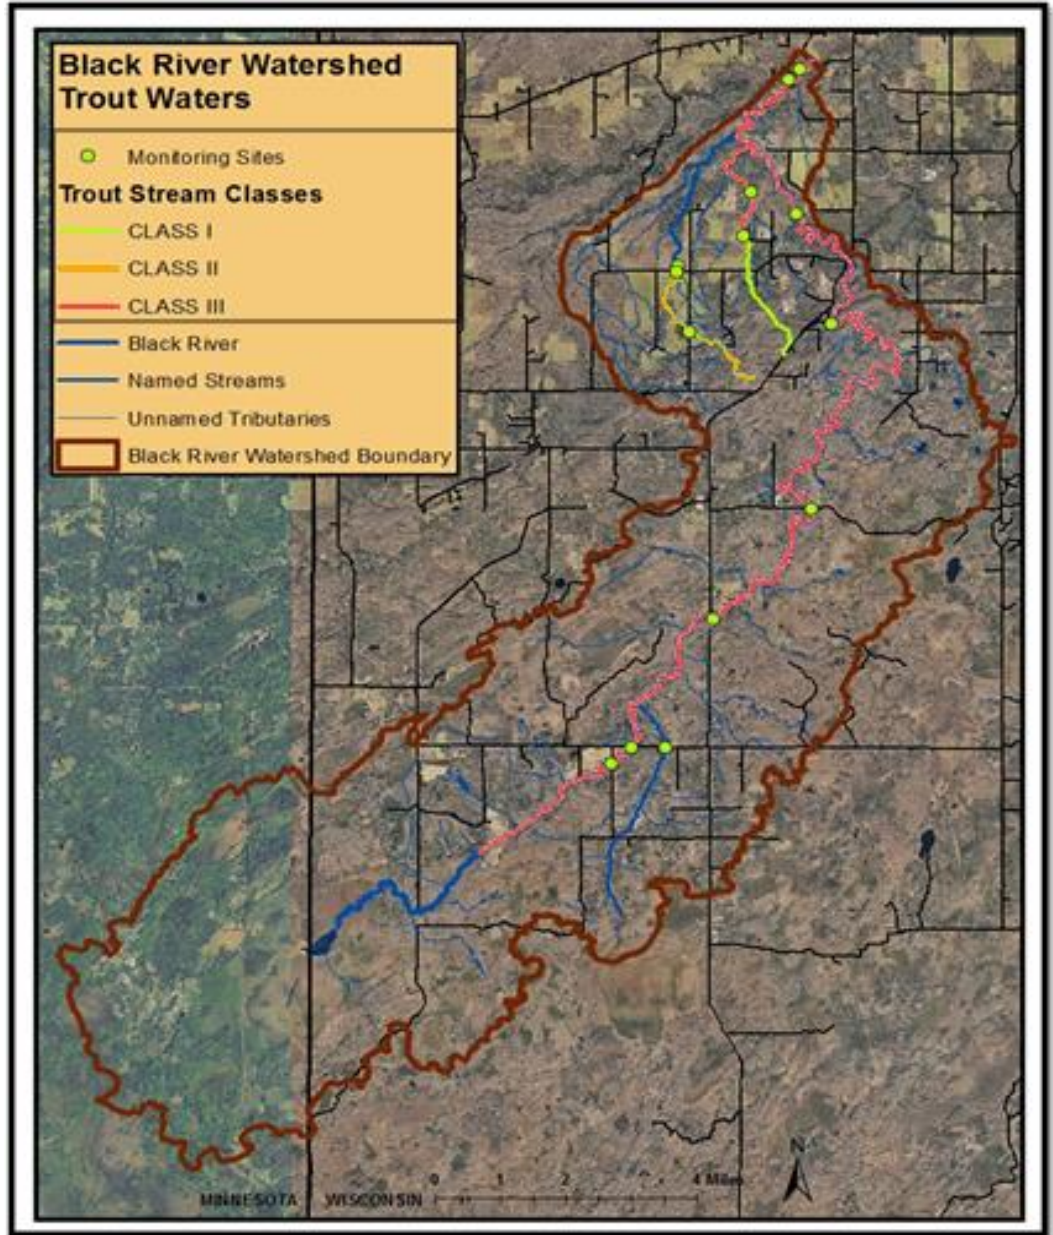 Black River Watershed
Trout Waters
Monitoring Sites
Trout Stream Classes
CLASS I
CLASS II
CLASS III
Black River
Named Streams
Unnamed Tributaries
Black River Watershed Boundary
N
MINNESOTA WISCONSIN
0 1 2 4 Miles